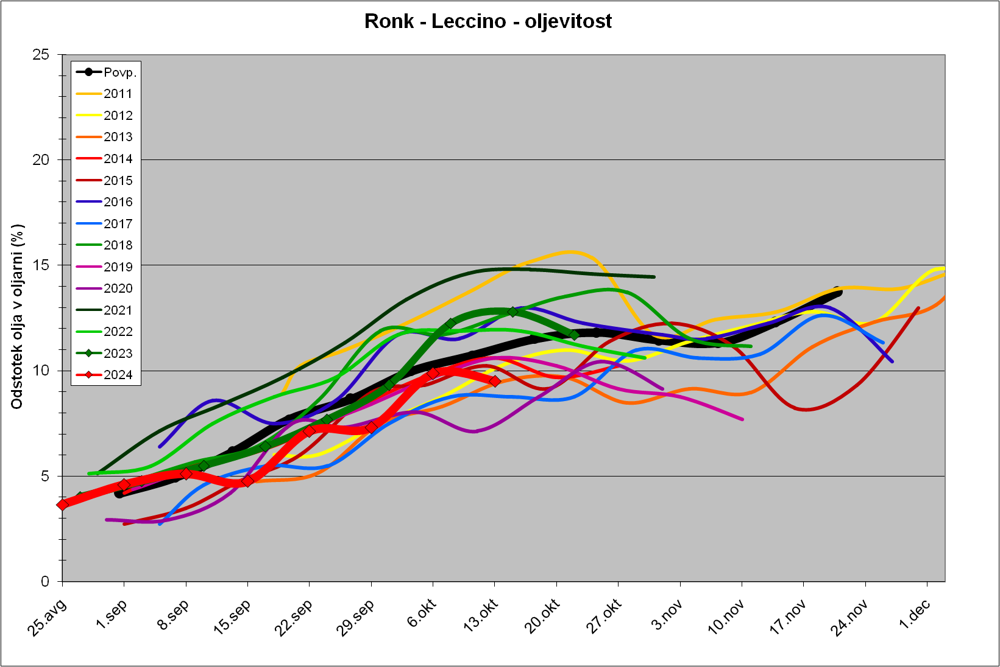 Ronk - Leccino - oljevitost
Odstotek olja v oljarni (%)
25
20
15
10
5
0
Povp.
2011
2012
2013
2014
2015
2016
2017
2018
2019
2020
2021
2022
2023
2024
25.avg
1.sep
8.sep
15.sep
22.sep
29.sep
6.okt
13.okt
20.okt
27.okt
3.nov
10.nov
17.nov
24.nov
1.dec